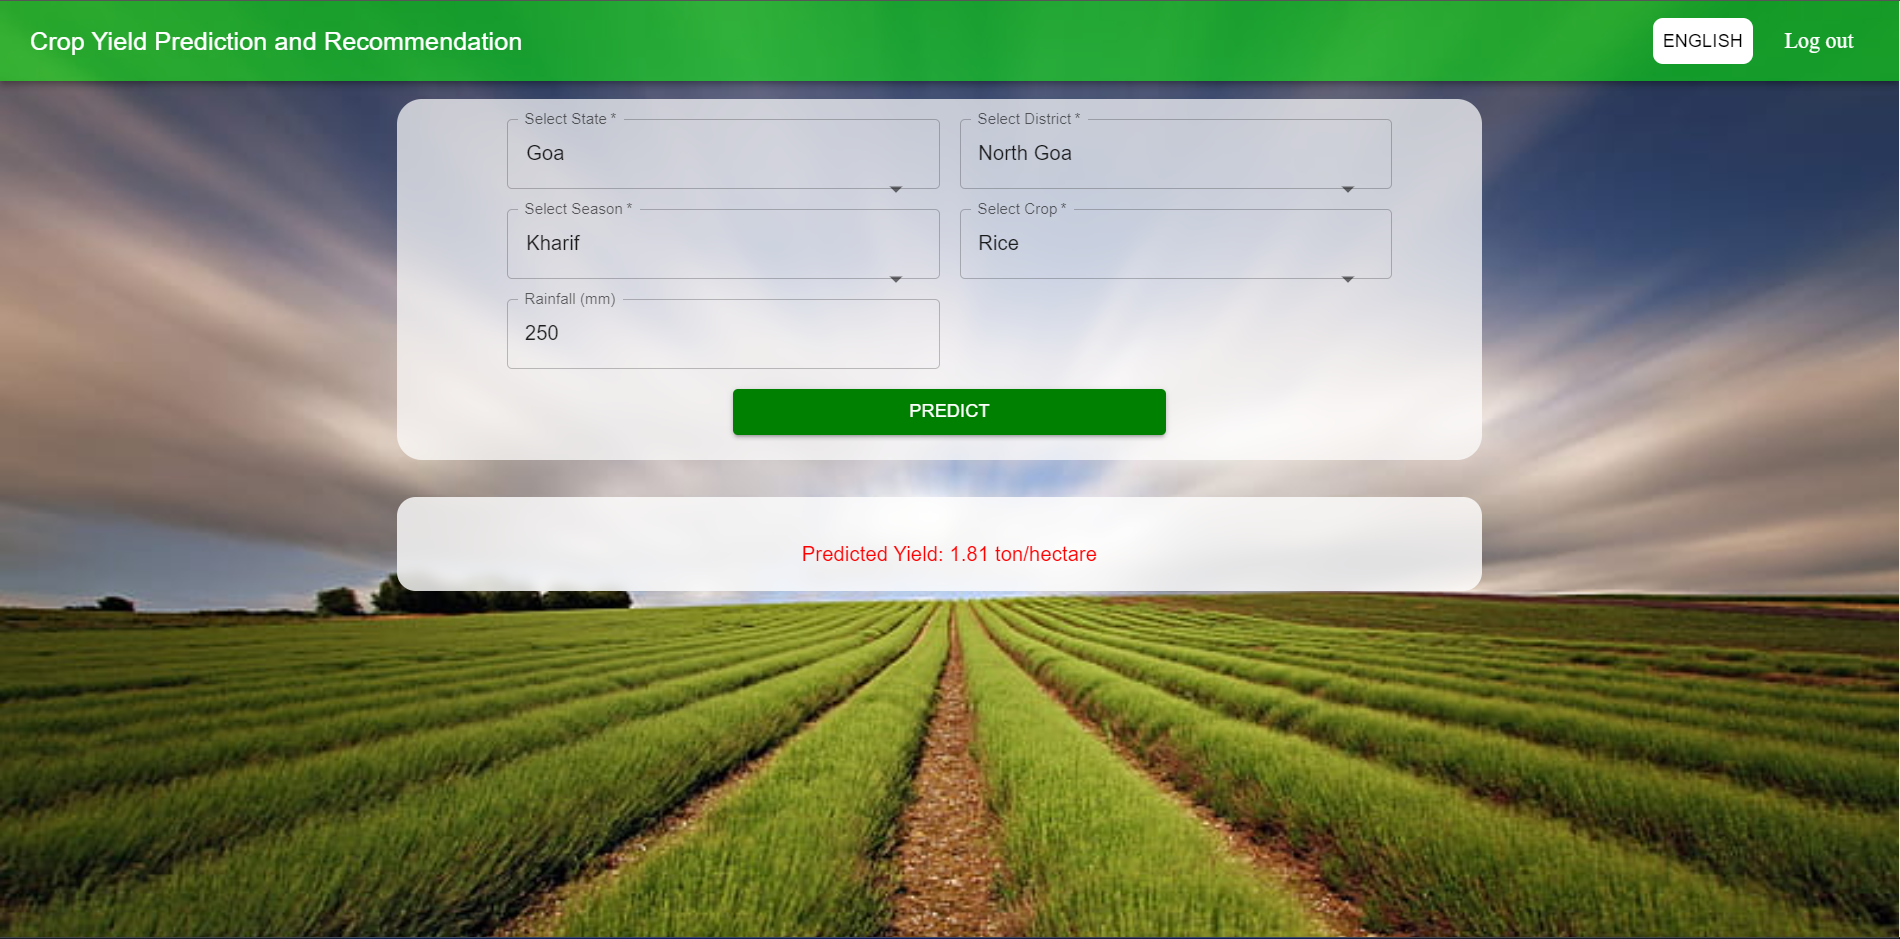 Crop Yield Prediction and Recommendation
ENGLISH
Log out
Select State *
Goa
Select District *
North Goa
Select Season *
Kharif
Select Crop *
Rice
Rainfall (mm)
250
PREDICT
Predicted Yield: 1.81 ton/hectare